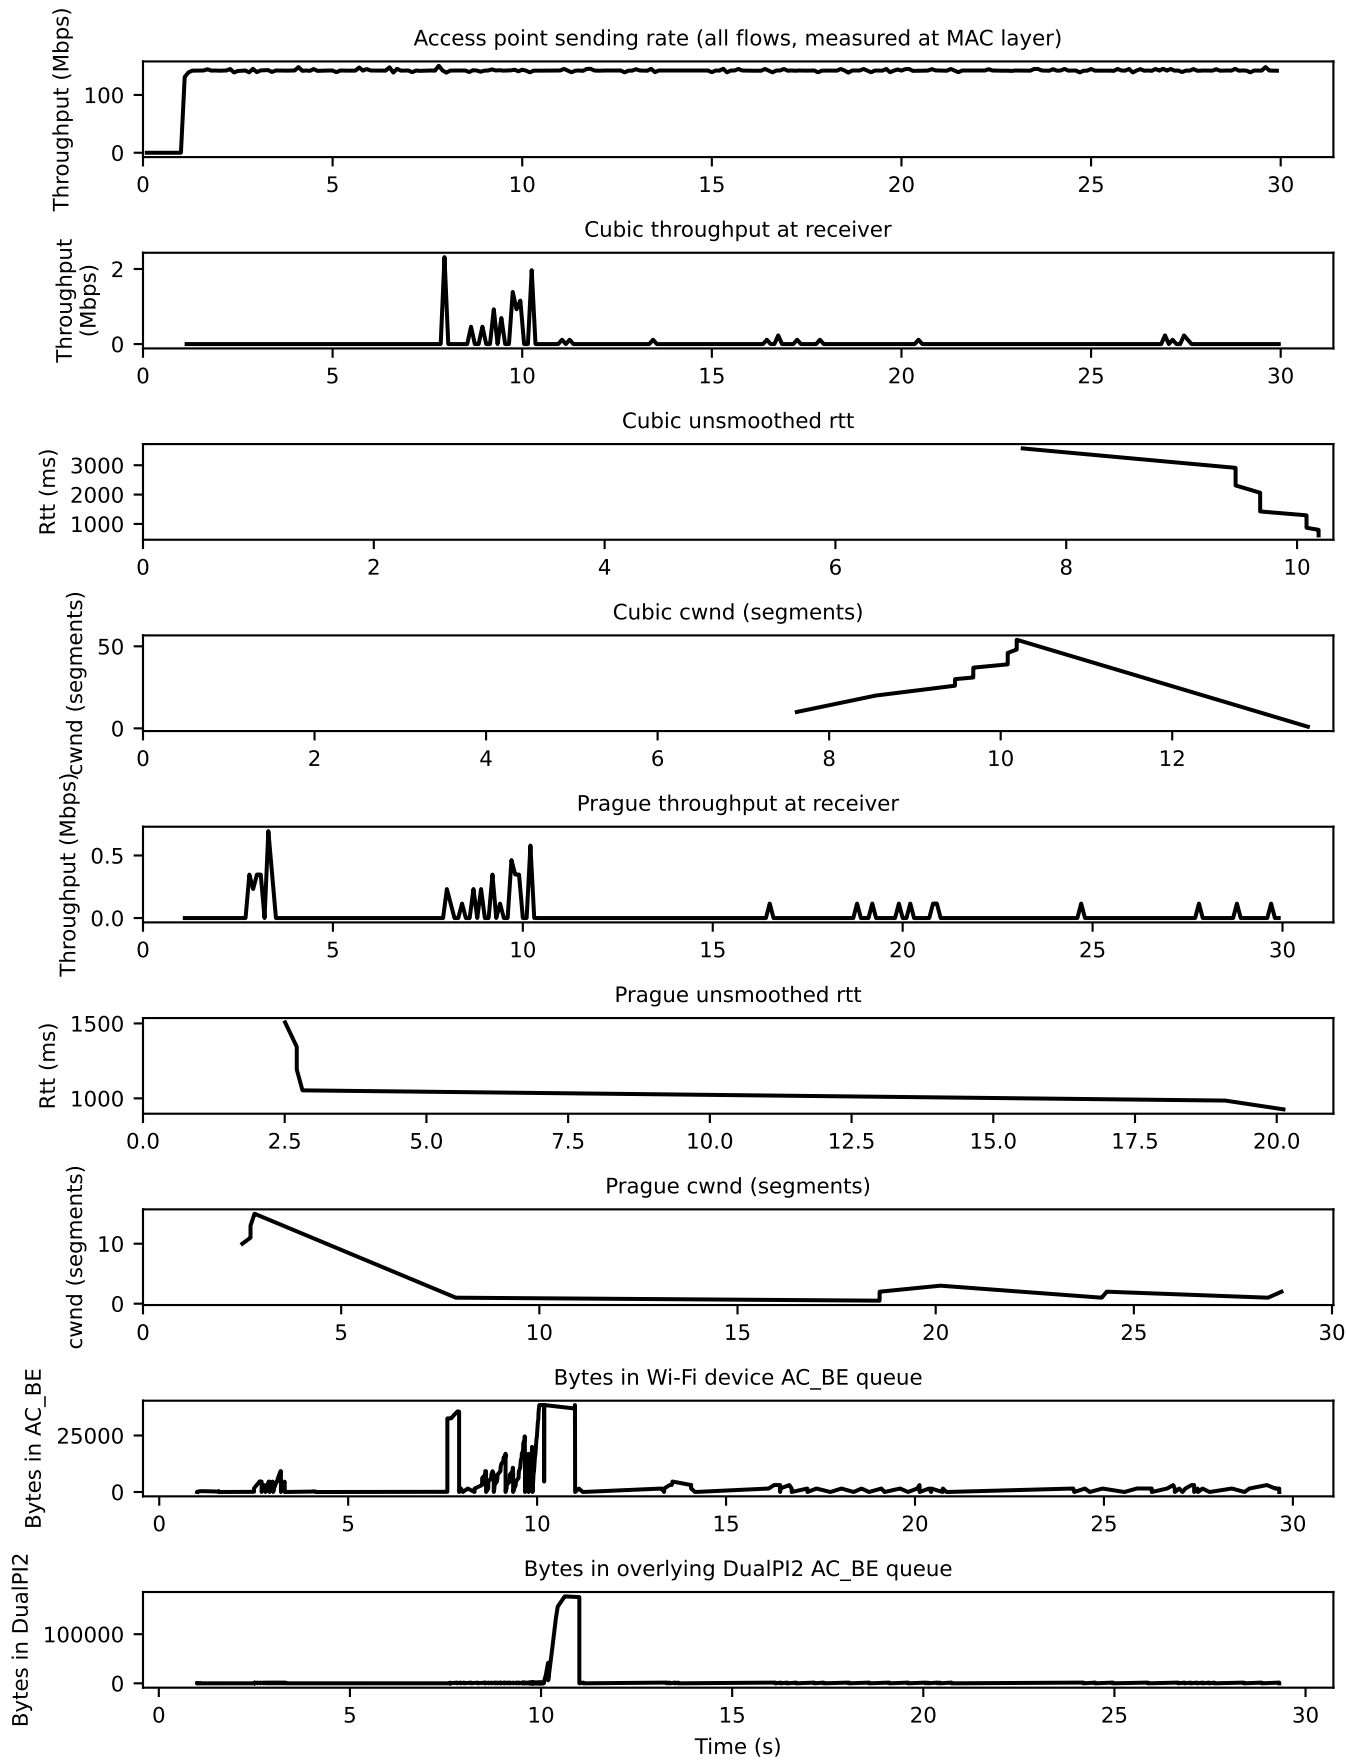 Access point sending rate (all flows, measured at MAC layer)
Throughput (Mbps)
100
0
0 5 10 15 20 25 30
Cubic throughput at receiver
Throughput
(Mbps)
2
0
0 5 10 15 20 25 30
Cubic unsmoothed rtt
Rtt (ms)
3000
2000
1000
0 2 4 6 8 10
Cubic cwnd (segments)
cwnd (segments)
50
0
0 2 4 6 8 10 12
Prague throughput at receiver
Throughput (Mbps)
0.5
0.0
0 5 10 15 20 25 30
Prague unsmoothed rtt
Rtt (ms)
1500
1000
0.0 2.5 5.0 7.5 10.0 12.5 15.0 17.5 20.0
Prague cwnd (segments)
cwnd (segments)
10
0
0 5 10 15 20 25 30
Bytes in Wi-Fi device AC_BE queue
Bytes in AC_BE
25000
0
0 5 10 15 20 25 30
Bytes in overlying DualPI2 AC_BE queue
Bytes in DualPI2
100000
0
0 5 10 15 20 25 30
Time (s)